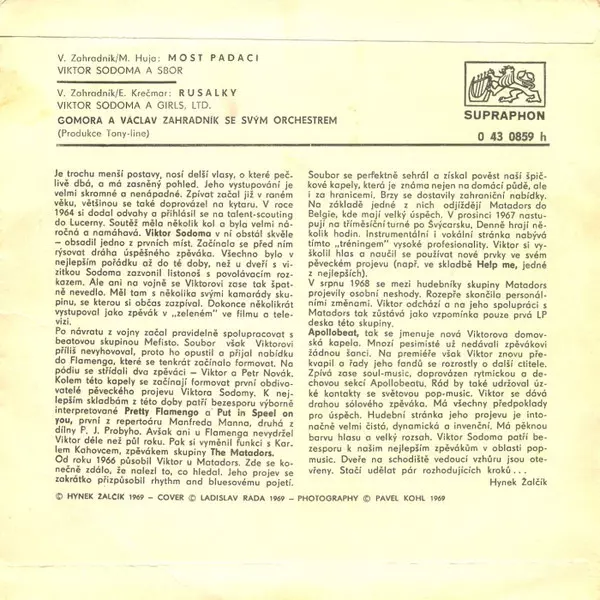 V. Zahradník/M. Huja: MOST PADACÍ
VIKTOR SODOMA A SBOR
V. Zahradník/E. Krečmar: RUSALKY
VIKTOR SODOMA A GIRLS, LTD.
GOMORA A VÁCLAV ZAHRADNÍK SE SVÝM ORCHESTREM
(Produkce Tony-line)
SUPRAPHON
0 43 0859 h
Je trochu menší postavy, nosí delší vlasy, o které peč-
livě dbá, a má zasněný pohled. Jeho vystupování je
velmi skromné a nenápadné. Zpívat začal již v raném
věku, většinou se také doprovázel na kytaru. V roce
1964 si dodal odvahy a přihlásil se na talent-scouting
do Lucerny. Soutěž měla několik kol a byla velmi ná-
ročná a namáhavá. Viktor Sodoma v ní obstál skvěle
– obsadil jedno z prvních míst. Začínala se před ním
rýsovat dráha úspěšného zpěváka. Všechno bylo v
nejlepším pořádku až do té doby, než u dveří s vi-
zitkou Sodoma zazvonil listonoš s povolávacím roz-
kazem. Ale ani na vojně se Viktorovi zase tak špat-
ně nevedlo. Měl tam s několika svými kamarády sku-
pinu, se kterou si občas zazpíval. Dokonce několikrát
vystupoval jako zpěvák v „zeleném" ve filmu a tele-
vizi.
Po návratu z vojny začal pravidelně spolupracovat s
beatovou skupinou Mefisto. Soubor však Viktorovi
příliš nevyhovoval, proto ho opustil a přijal nabídku
do Flamenga, které se tenkrát začínalo formovat. Na
pódiu se střídali dva zpěváci – Viktor a Petr Novák.
Kolem této kapely se začínají formovat první obdivo-
vatelé pěveckého projevu Viktora Sodomy. K nej-
lepším skladbám z této doby patří bezesporu výborně
interpretované Pretty Flamengo a Put in Speel on
you, první z repertoáru Manfreda Manna, druhá z
dílny P. J. Probyho. Avšak ani u Flamenga nevydržel
Viktor déle než půl roku. Pak si vyměnil funkci s Kar-
lem Kahovcem, zpěvákem skupiny The Matadors.
Od roku 1966 působil Viktor u Matadors. Zde se ko-
nečně zdálo, že nalezl to, co hledal. Jeho projev se
zakrátko přizpůsobil rhythm and bluesovému pojetí.
Soubor se perfektně sehrál a získal pověst naší špič-
kové kapely, která je známa nejen na domácí půdě, ale
i za hranicemi. Brzy se dostavily zahraniční nabídky.
Na základě jedné z nich odjíždějí Matadors do
Belgie, kde mají velký úspěch. V prosinci 1967 nastu-
pují na tříměsíční turné po Švýcarsku. Denně hrají ně-
kolik hodin. Instrumentální i vokální stránka nabývá
tímto „tréningem" vysoké profesionality. Viktor si vy-
školil hlas a naučil se používat nové prvky ve svém
pěveckém projevu (např. ve skladbě Help me, jedné
z nejlepších).
V srpnu 1968 se mezi hudebníky skupiny Matadors
projevily osobní neshody. Rozepře skončila personál-
ními změnami. Viktor odchází a na jeho spolupráci s
Matadors tak zůstává jako vzpomínka pouze prvá LP
deska této skupiny.
Apollobeat, tak se jmenuje nová Viktorova domov-
ská kapela. Mnozí pesimisté už nedávali zpěvákovi
žádnou šanci. Na premiéře však Viktor znovu pře-
kvapil a řady jeho fandů se rozrostly o další ctitele.
Zpívá zase soul-music, doprovázen rytmickou a de-
chovou sekcí Apollobeatu. Rád by také udržoval úz-
ké kontakty se světovou pop-music. Viktor se dává
drahou sólového zpěváka. Má všechny předpoklady
pro úspěch. Hudební stránka jeho projevu je into-
načně velmi čistá, dynamická a invenční. Má pěknou
barvu hlasu a velký rozsah. Viktor Sodoma patří be-
zesporu k našim nejlepším zpěvákům v oblasti pop-
music. Dveře na schodiště vedoucí vzhůru jsou ote-
vřeny. Stačí udělat pár rozhodujících kroků...
Hynek Žalčík
© HYNEK ŽALČÍK 1969 – COVER © LADISLAV RADA 1969 – PHOTOGRAPHY © PAVEL KOHL 1969